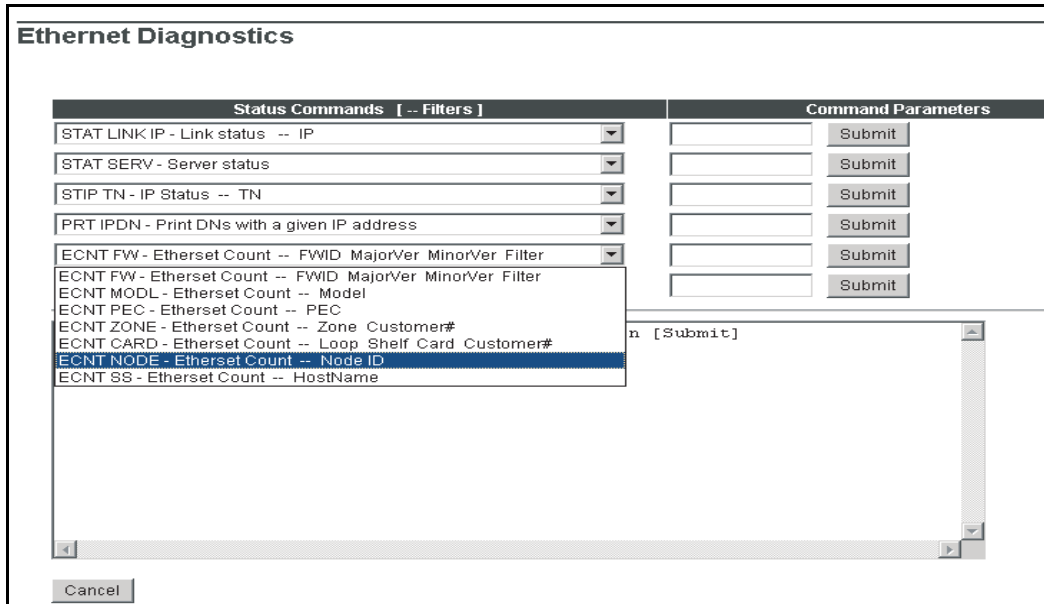 Ethernet Diagnostics
Status Commands [ -- Filters ] Command Parameters
STAT LINK IP - Link status -- IP Submit
STAT SERV - Server status Submit
STIP TN - IP Status -- TN Submit
PRT IPDN - Print DNs with a given IP address Submit
ECNT FW - Etherset Count -- FWID MajorVer MinorVer Filter Submit
ECNT FW - Etherset Count -- FWID MajorVer MinorVer Filter
ECNT MODL - Etherset Count -- Model Submit
ECNT PEC - Etherset Count -- PEC
ECNT ZONE - Etherset Count -- Zone Customer#
n [Submit]
ECNT CARD - Etherset Count -- Loop Shelf Card Customer#
ECNT NODE - Etherset Count -- Node ID
ECNT SS - Etherset Count -- HostName
Cancel